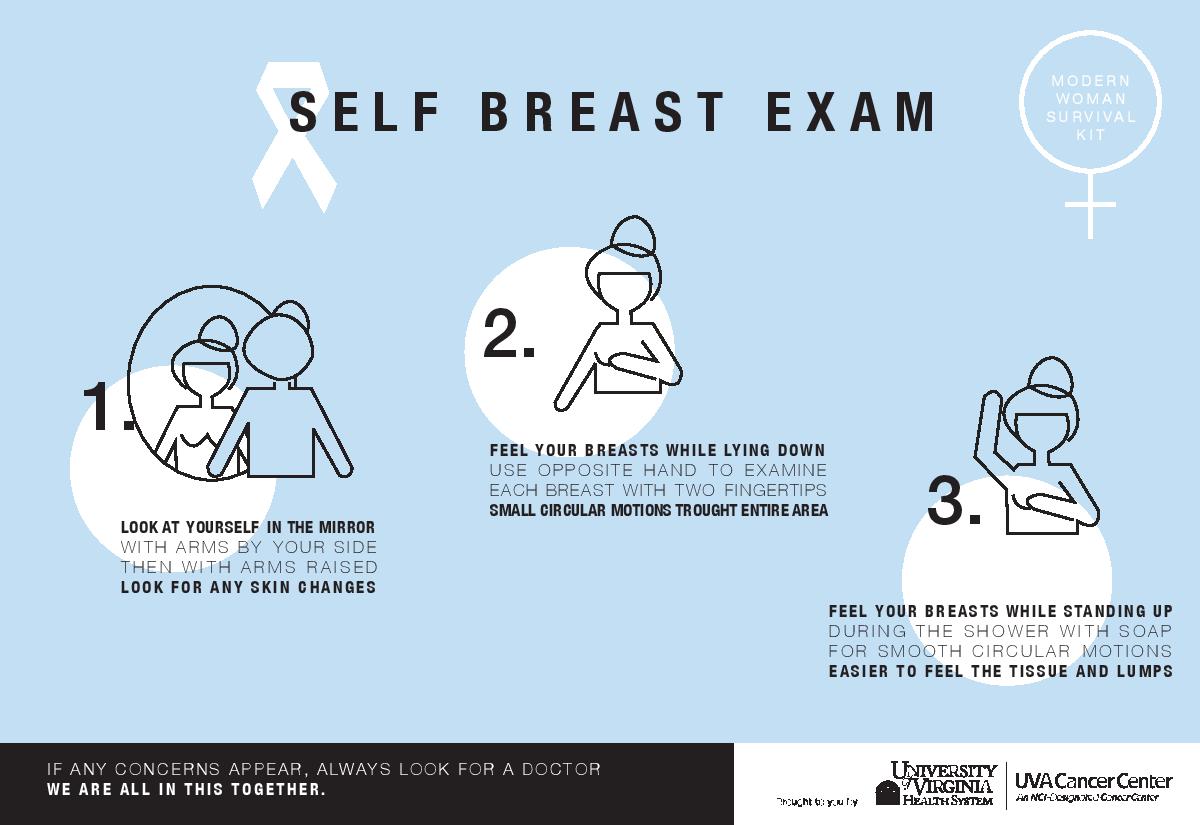 SELF BREAST EXAM
MODERN
WOMAN
SURVIVAL
KIT
1.
LOOK AT YOURSELF IN THE MIRROR
WITH ARMS BY YOUR SIDE
THEN WITH ARMS RAISED
LOOK FOR ANY SKIN CHANGES
2.
FEEL YOUR BREASTS WHILE LYING DOWN
USE OPPOSITE HAND TO EXAMINE
EACH BREAST WITH TWO FINGERTIPS
SMALL CIRCULAR MOTIONS TROUGHT ENTIRE AREA
3.
FEEL YOUR BREASTS WHILE STANDING UP
DURING THE SHOWER WITH SOAP
FOR SMOOTH CIRCULAR MOTIONS
EASIER TO FEEL THE TISSUE AND LUMPS
IF ANY CONCERNS APPEAR, ALWAYS LOOK FOR A DOCTOR
WE ARE ALL IN THIS TOGETHER.
Brought to you by
UNIVERSITY
of VIRGINIA
HEALTH SYSTEM
UVA Cancer Center
An NCI-Designated Cancer Center